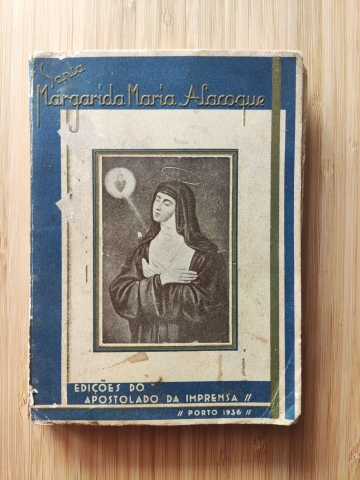 Santa
Margarida Maria Alacoque
EDIÇÕES DO
APOSTOLADO DA IMPRENSA //
// PORTO 1936 //